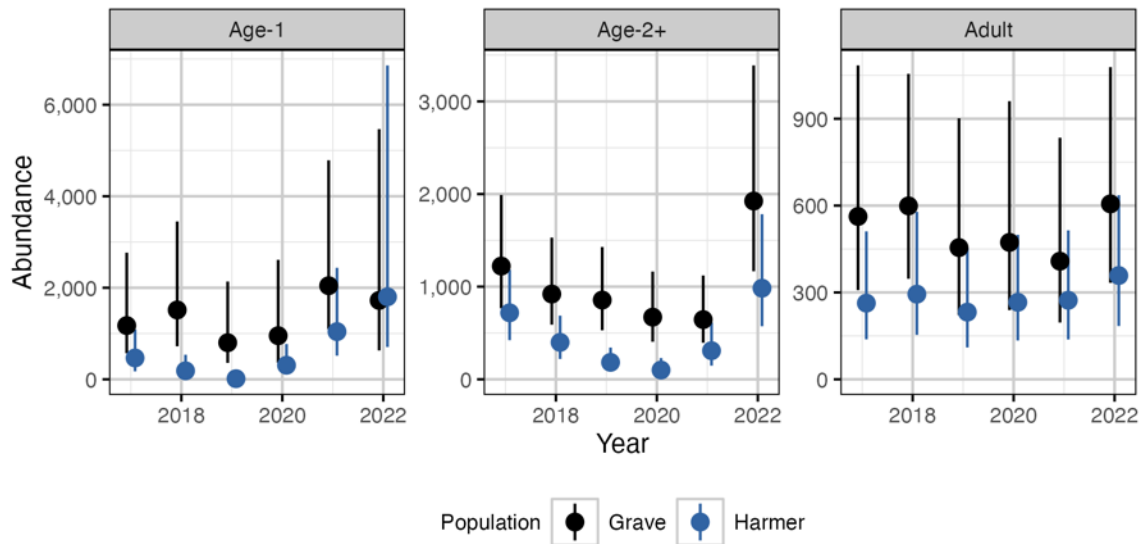 Age-1 Age-2+ Adult
Abundance
6,000
4,000
2,000
0
3,000
2,000
1,000
0
900
600
300
0
2018 2020 2022 2018 2020 2022 2018 2020 2022
Year
Population Grave Harmer